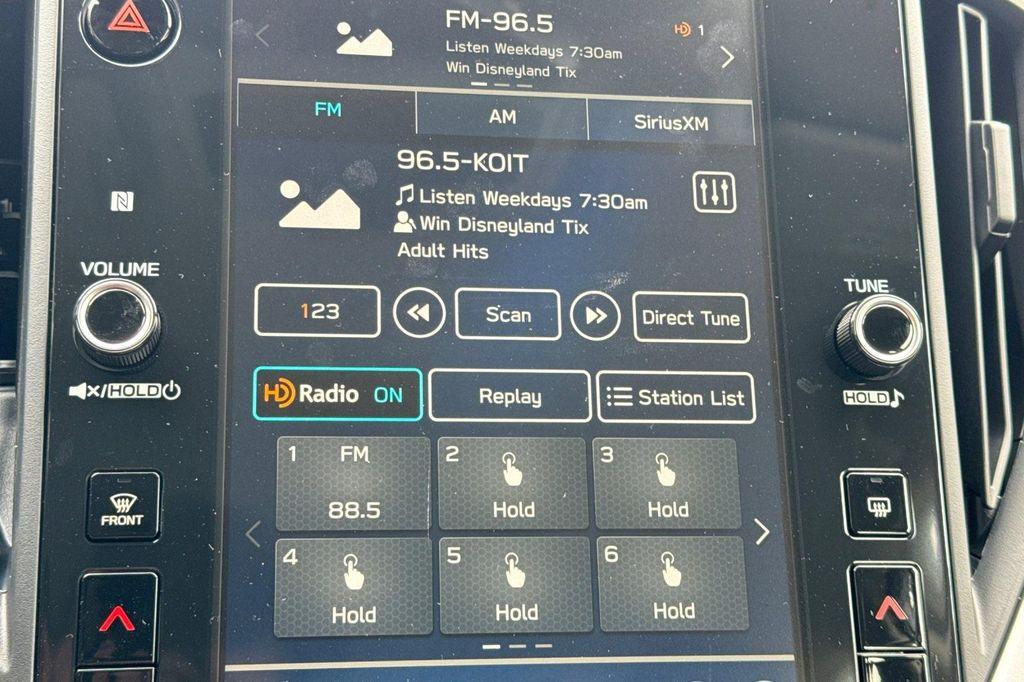 FM-96.5
HD 1
Listen Weekdays 7:30am
Win Disneyland Tix
FM
AM
SiriusXM
96.5-KOIT
Listen Weekdays 7:30am
Win Disneyland Tix
Adult Hits
N
VOLUME
TUNE
123
Scan
Direct Tune
x/HOLD
HOLD
HD Radio ON
Replay
Station List
1 FM
88.5
2
Hold
3
Hold
FRONT
4
Hold
5
Hold
6
Hold